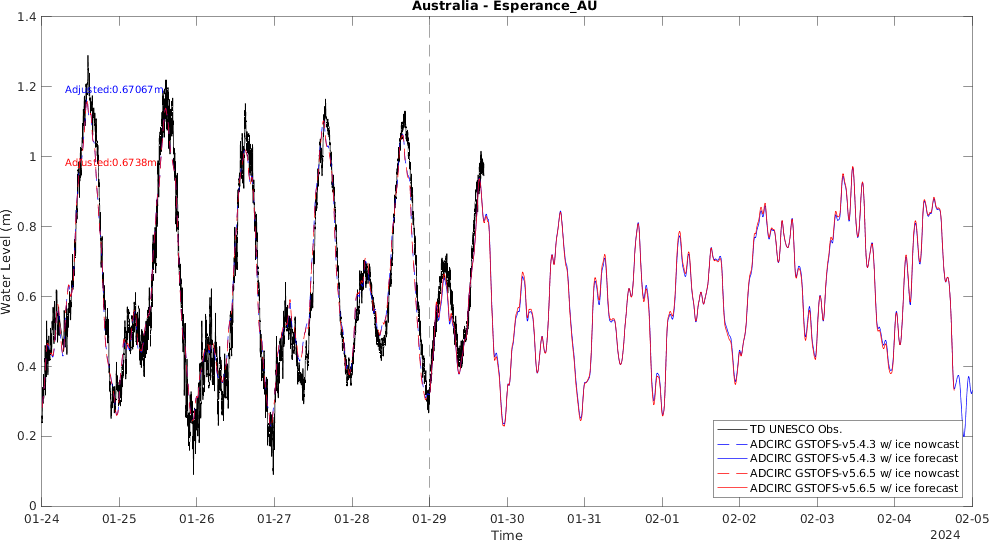 Australia - Esperance_AU
1.4
1.2
1
0.8
0.6
0.4
0.2
0
Water Level (m)
Adjusted:0.67067m
Adjusted:0.6738m
TD UNESCO Obs.
ADCIRC GSTOFS-v5.4.3 w/ ice nowcast
ADCIRC GSTOFS-v5.4.3 w/ ice forecast
ADCIRC GSTOFS-v5.6.5 w/ ice nowcast
ADCIRC GSTOFS-v5.6.5 w/ ice forecast
01-24 01-25 01-26 01-27 01-28 01-29 01-30 01-31 02-01 02-02 02-03 02-04 02-05
Time
2024